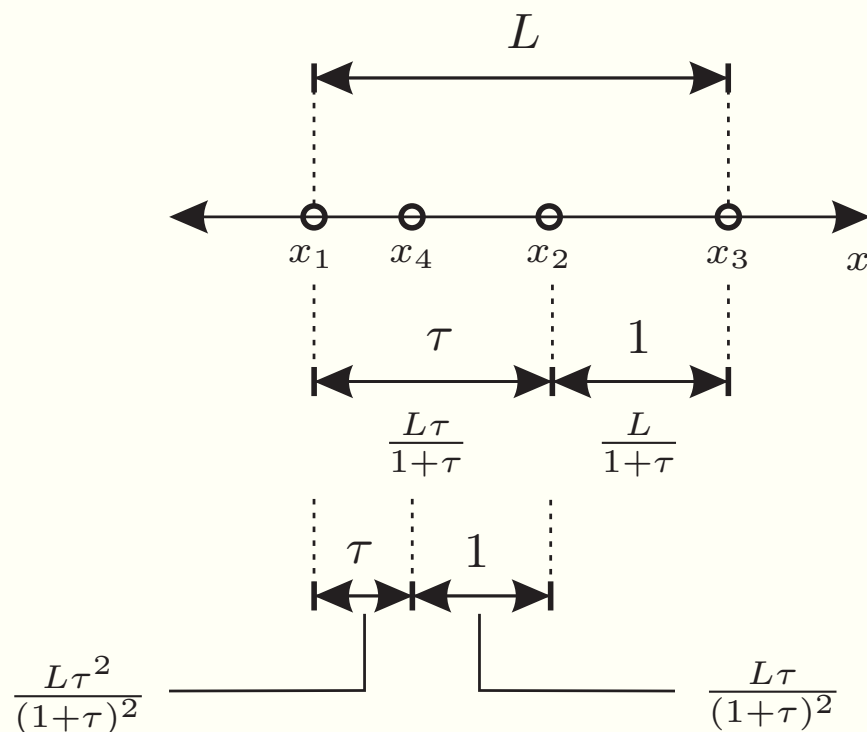 L
x₁ x₄ x₂ x₃ x
τ 1
Lτ/(1+τ) L/(1+τ)
τ 1
Lτ²/(1+τ)² Lτ/(1+τ)²